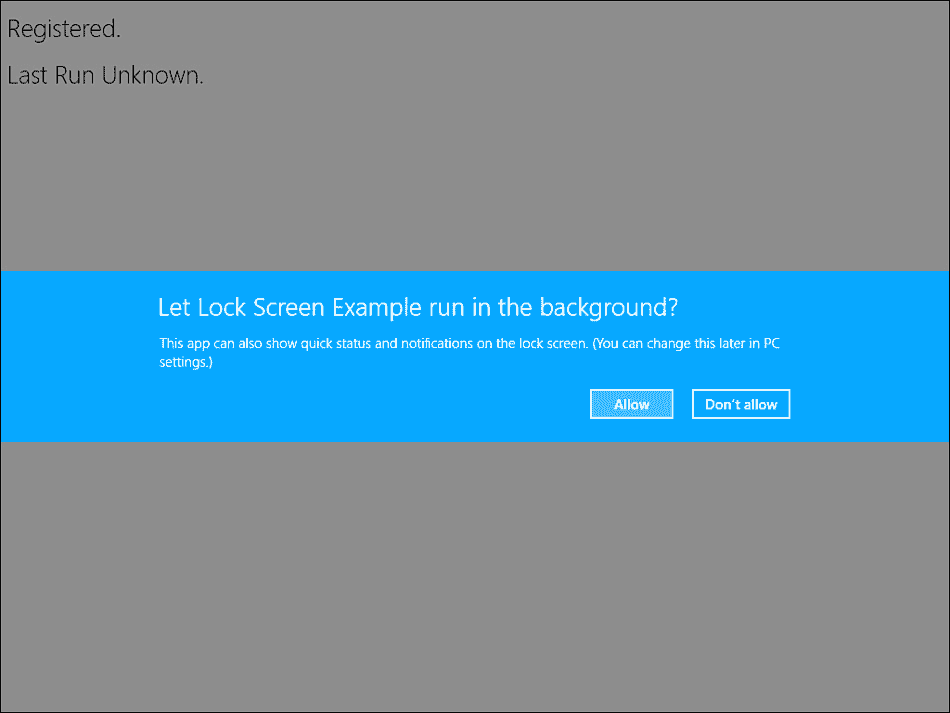 Registered.
Last Run Unknown.
Let Lock Screen Example run in the background?
This app can also show quick status and notifications on the lock screen. (You can change this later in PC
settings.)
Allow Don't allow